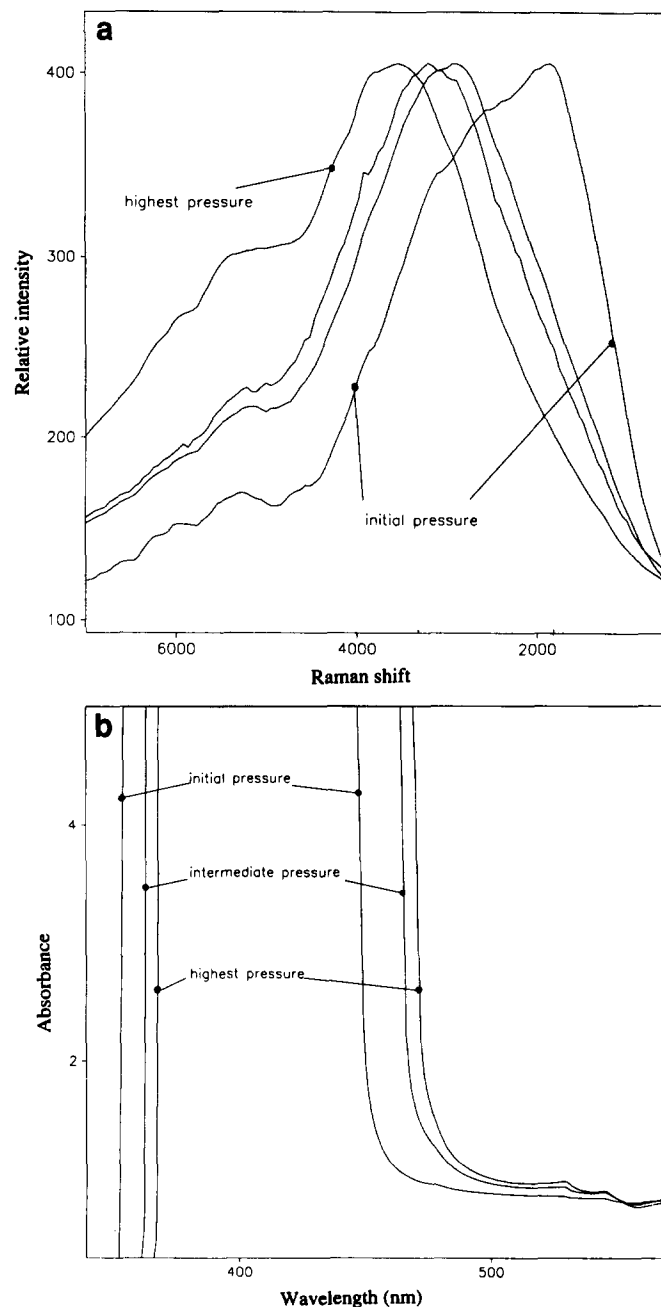 a
400
highest pressure
300
Relative intensity
200
initial pressure
100
6000
4000
2000
Raman shift
b
initial pressure
4
intermediate pressure
highest pressure
Absorbance
2
400
500
Wavelength (nm)